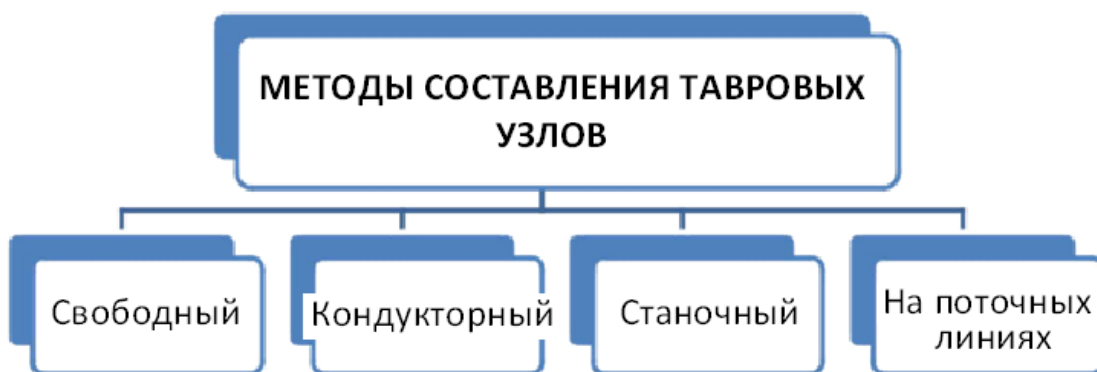 МЕТОДЫ СОСТАВЛЕНИЯ ТАВРОВЫХ
УЗЛОВ
Свободный
Кондукторный
Станочный
На поточных
линиях